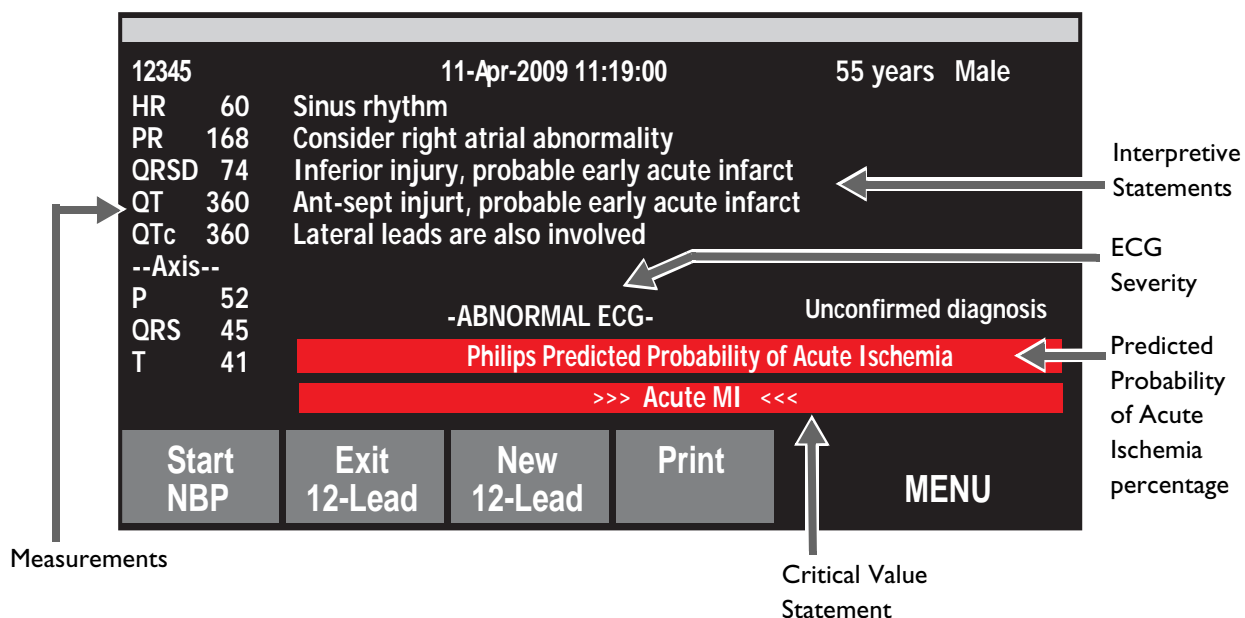 12345 11-Apr-2009 11:19:00 55 years Male
HR 60 Sinus rhythm
PR 168 Consider right atrial abnormality
QRSD 74 Inferior injury, probable early acute infarct
QT 360 Ant-sept injurt, probable early acute infarct
QTc 360 Lateral leads are also involved
--Axis--
P 52
QRS 45
T 41
-ABNORMAL ECG- Unconfirmed diagnosis
Philips Predicted Probability of Acute Ischemia
>>> Acute MI <<<
Start
NBP
Exit
12-Lead
New
12-Lead
Print
MENU
Interpretive
Statements
ECG
Severity
Predicted
Probability
of Acute
Ischemia
percentage
Measurements
Critical Value
Statement